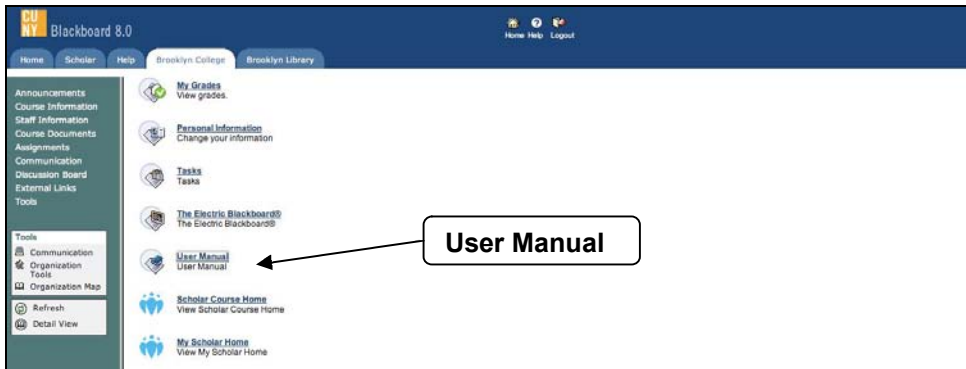 CU
NY
Blackboard 8.0
Home Help Logout
Home Scholar Help Brooklyn College Brooklyn Library
Announcements
Course Information
Staff Information
Course Documents
Assignments
Communication
Discussion Board
External Links
Tools
Tools
Communication
Organization
Tools
Organization Map
Refresh
Detail View
My Grades
View grades.
Personal Information
Change your information
Tasks
Tasks
The Electric Blackboard®
The Electric Blackboard®
User Manual
User Manual
Scholar Course Home
View Scholar Course Home
My Scholar Home
View My Scholar Home
User Manual